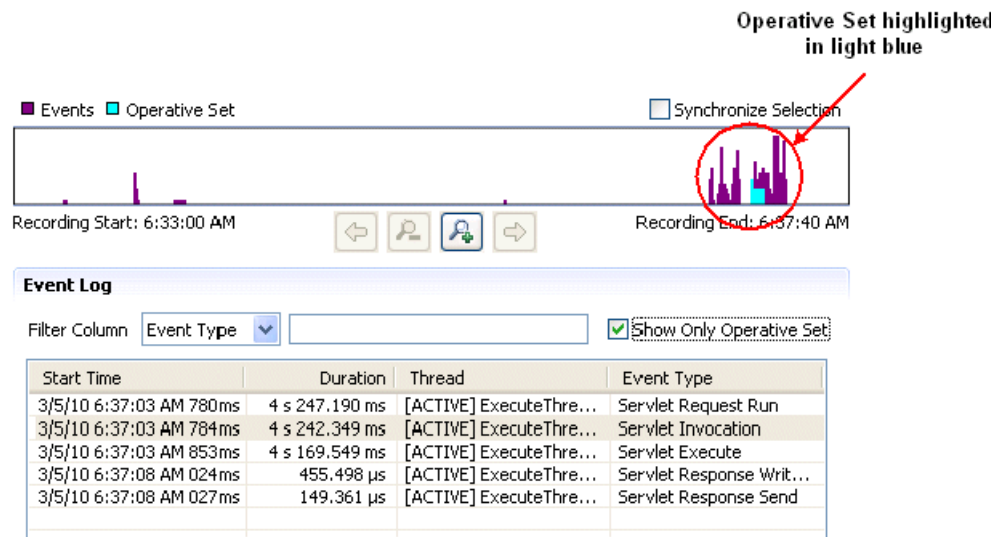 Operative Set highlighted
in light blue
Events Operative Set Synchronize Selection
Recording Start: 6:33:00 AM Recording End: 6:37:40 AM
Event Log
Filter Column Event Type Show Only Operative Set
Start Time Duration Thread Event Type
3/5/10 6:37:03 AM 780ms 4 s 247.190 ms [ACTIVE] ExecuteThre... Servlet Request Run
3/5/10 6:37:03 AM 784ms 4 s 242.349 ms [ACTIVE] ExecuteThre... Servlet Invocation
3/5/10 6:37:03 AM 853ms 4 s 169.549 ms [ACTIVE] ExecuteThre... Servlet Execute
3/5/10 6:37:08 AM 024ms 455.498 µs [ACTIVE] ExecuteThre... Servlet Response Writ...
3/5/10 6:37:08 AM 027ms 149.361 µs [ACTIVE] ExecuteThre... Servlet Response Send